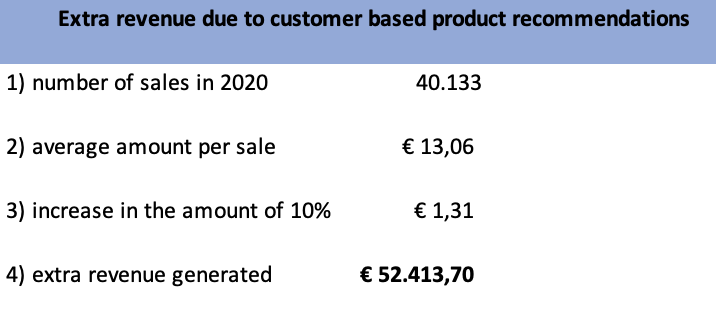 Extra revenue due to customer based product recommendations
1) number of sales in 2020 40.133
2) average amount per sale € 13,06
3) increase in the amount of 10% € 1,31
4) extra revenue generated € 52.413,70